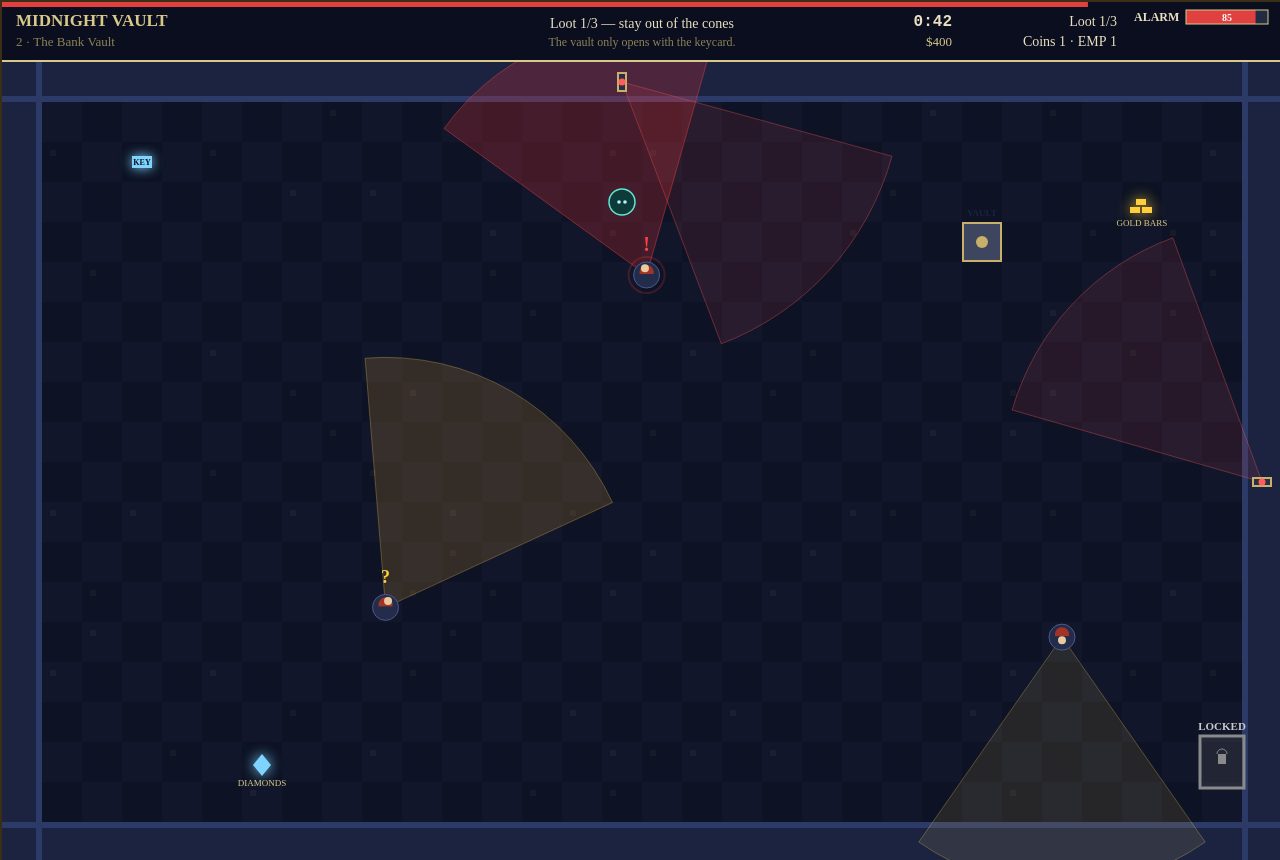 MIDNIGHT VAULT
2 · The Bank Vault
Loot 1/3 — stay out of the cones
The vault only opens with the keycard.
0:42
$400
Loot 1/3
Coins 1 · EMP 1
ALARM 85
KEY
VAULT
GOLD BARS
!
?
LOCKED
DIAMONDS